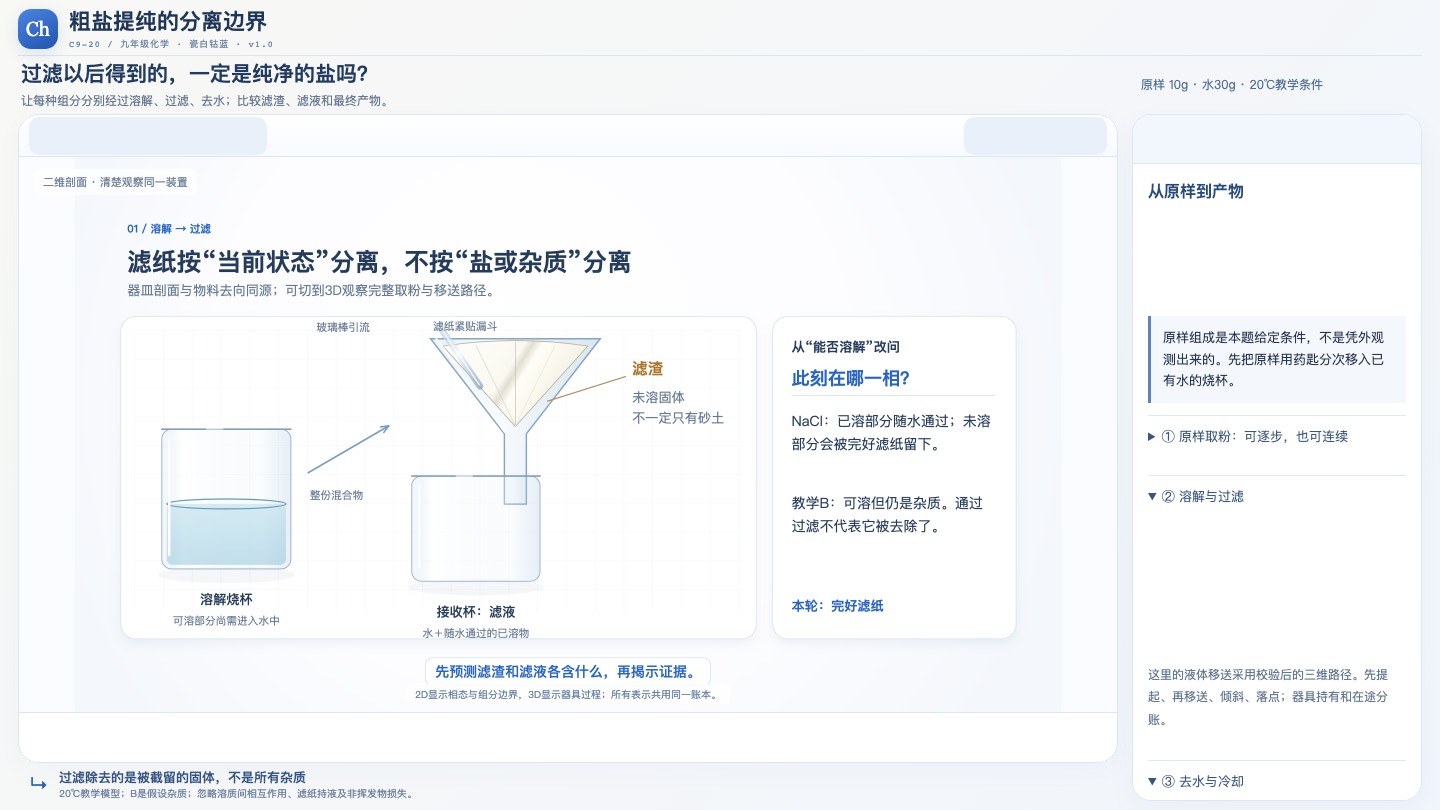 Ch
粗盐提纯的分离边界
C9-20 / 九年级化学 · 瓷白钴蓝 · v1.0
过滤以后得到的，一定是纯净的盐吗？
让每种组分分别经过溶解、过滤、去水；比较滤渣、滤液和最终产物。
原样 10g · 水30g · 20℃教学条件
二维剖面 · 清楚观察同一装置
01 / 溶解 → 过滤
滤纸按“当前状态”分离，不按“盐或杂质”分离
器皿剖面与物料去向同源；可切到3D观察完整取粉与移送路径。
玻璃棒引流
滤纸紧贴漏斗
滤渣
未溶固体
不一定只有砂土
整份混合物
溶解烧杯
可溶部分尚需进入水中
接收杯：滤液
水＋随水通过的已溶物
从“能否溶解”改问
此刻在哪一相？
NaCl：已溶部分随水通过；未溶
部分会被完好滤纸留下。
教学B：可溶但仍是杂质。通过
过滤不代表它被去除了。
本轮：完好滤纸
先预测滤渣和滤液各含什么，再揭示证据。
2D显示相态与组分边界，3D显示器具过程；所有表示共用同一账本。
从原样到产物
原样组成是本题给定条件，不是凭外观
测出来的。先把原样用药匙分次移入已
有水的烧杯。
① 原样取粉：可逐步，也可连续
② 溶解与过滤
这里的液体移送采用校验后的三维路径。先提
起、再移送、倾斜、落点；器具持有和在途分
账。
③ 去水与冷却
过滤除去的是被截留的固体，不是所有杂质
20℃教学模型；B是假设杂质；忽略溶质间相互作用、滤纸持液及非挥发物损失。